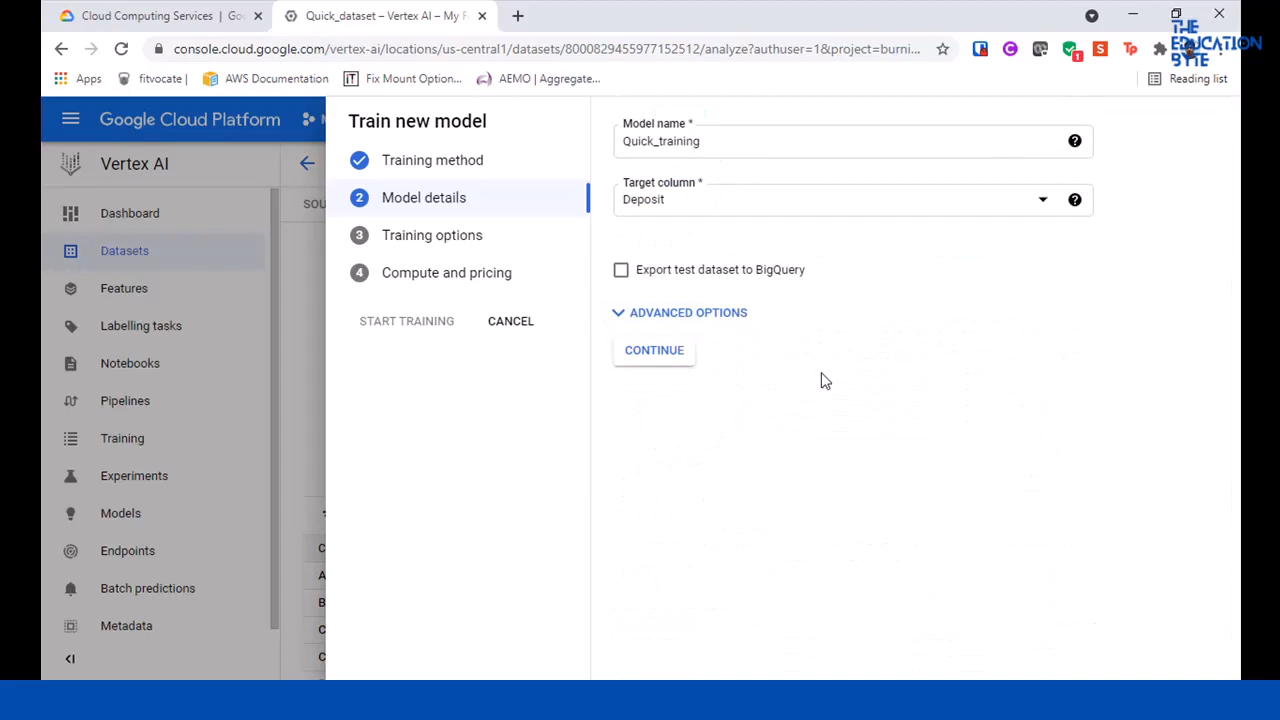 Cloud Computing Services | Go
Quick_dataset – Vertex AI – My F
console.cloud.google.com/vertex-ai/locations/us-central1/datasets/8000829455977152512/analyze?authuser=1&project=burni...
Apps
fitvocate |
AWS Documentation
Fix Mount Option...
AEMO | Aggregate...
Reading list
THE
EDUCATION
BYTE
Google Cloud Platform
Vertex AI
Dashboard
Datasets
Features
Labelling tasks
Notebooks
Pipelines
Training
Experiments
Models
Endpoints
Batch predictions
Metadata
SOU
C
A
B
C
C
Train new model
Training method
2 Model details
3 Training options
4 Compute and pricing
START TRAINING
CANCEL
Model name *
Quick_training
Target column *
Deposit
Export test dataset to BigQuery
ADVANCED OPTIONS
CONTINUE